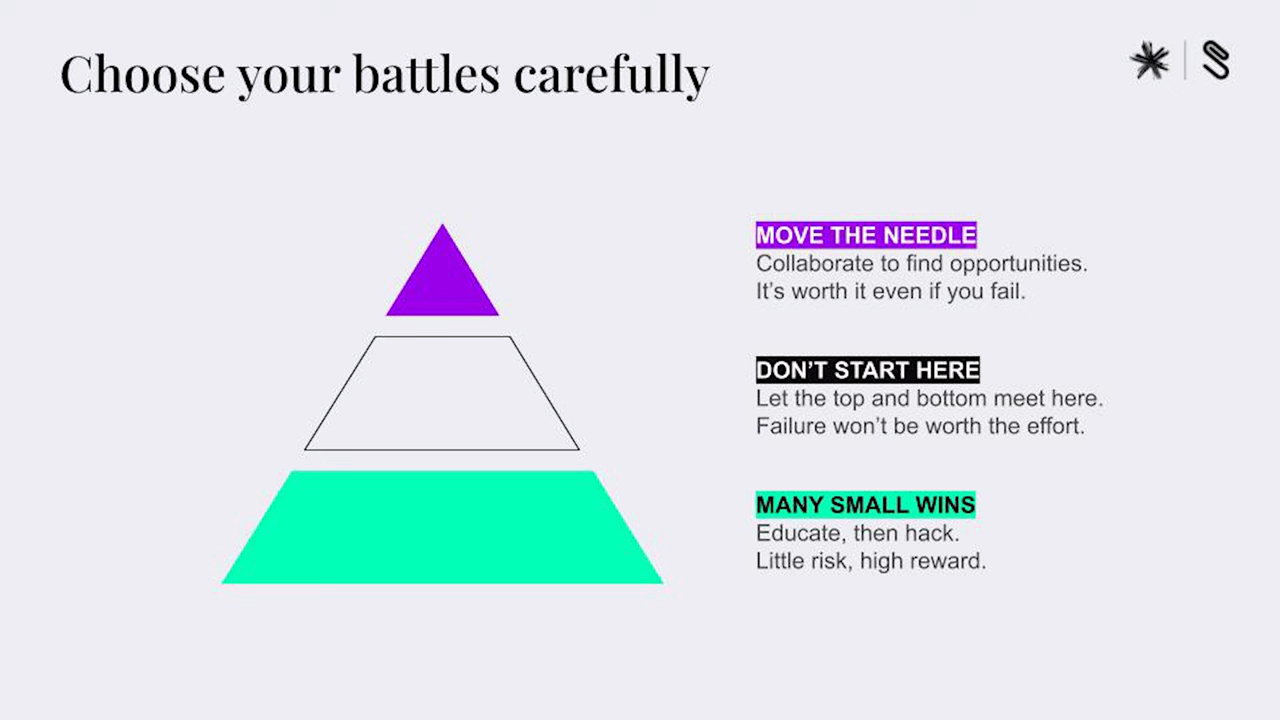 Choose your battles carefully
MOVE THE NEEDLE
Collaborate to find opportunities.
It’s worth it even if you fail.
DON’T START HERE
Let the top and bottom meet here.
Failure won’t be worth the effort.
MANY SMALL WINS
Educate, then hack.
Little risk, high reward.